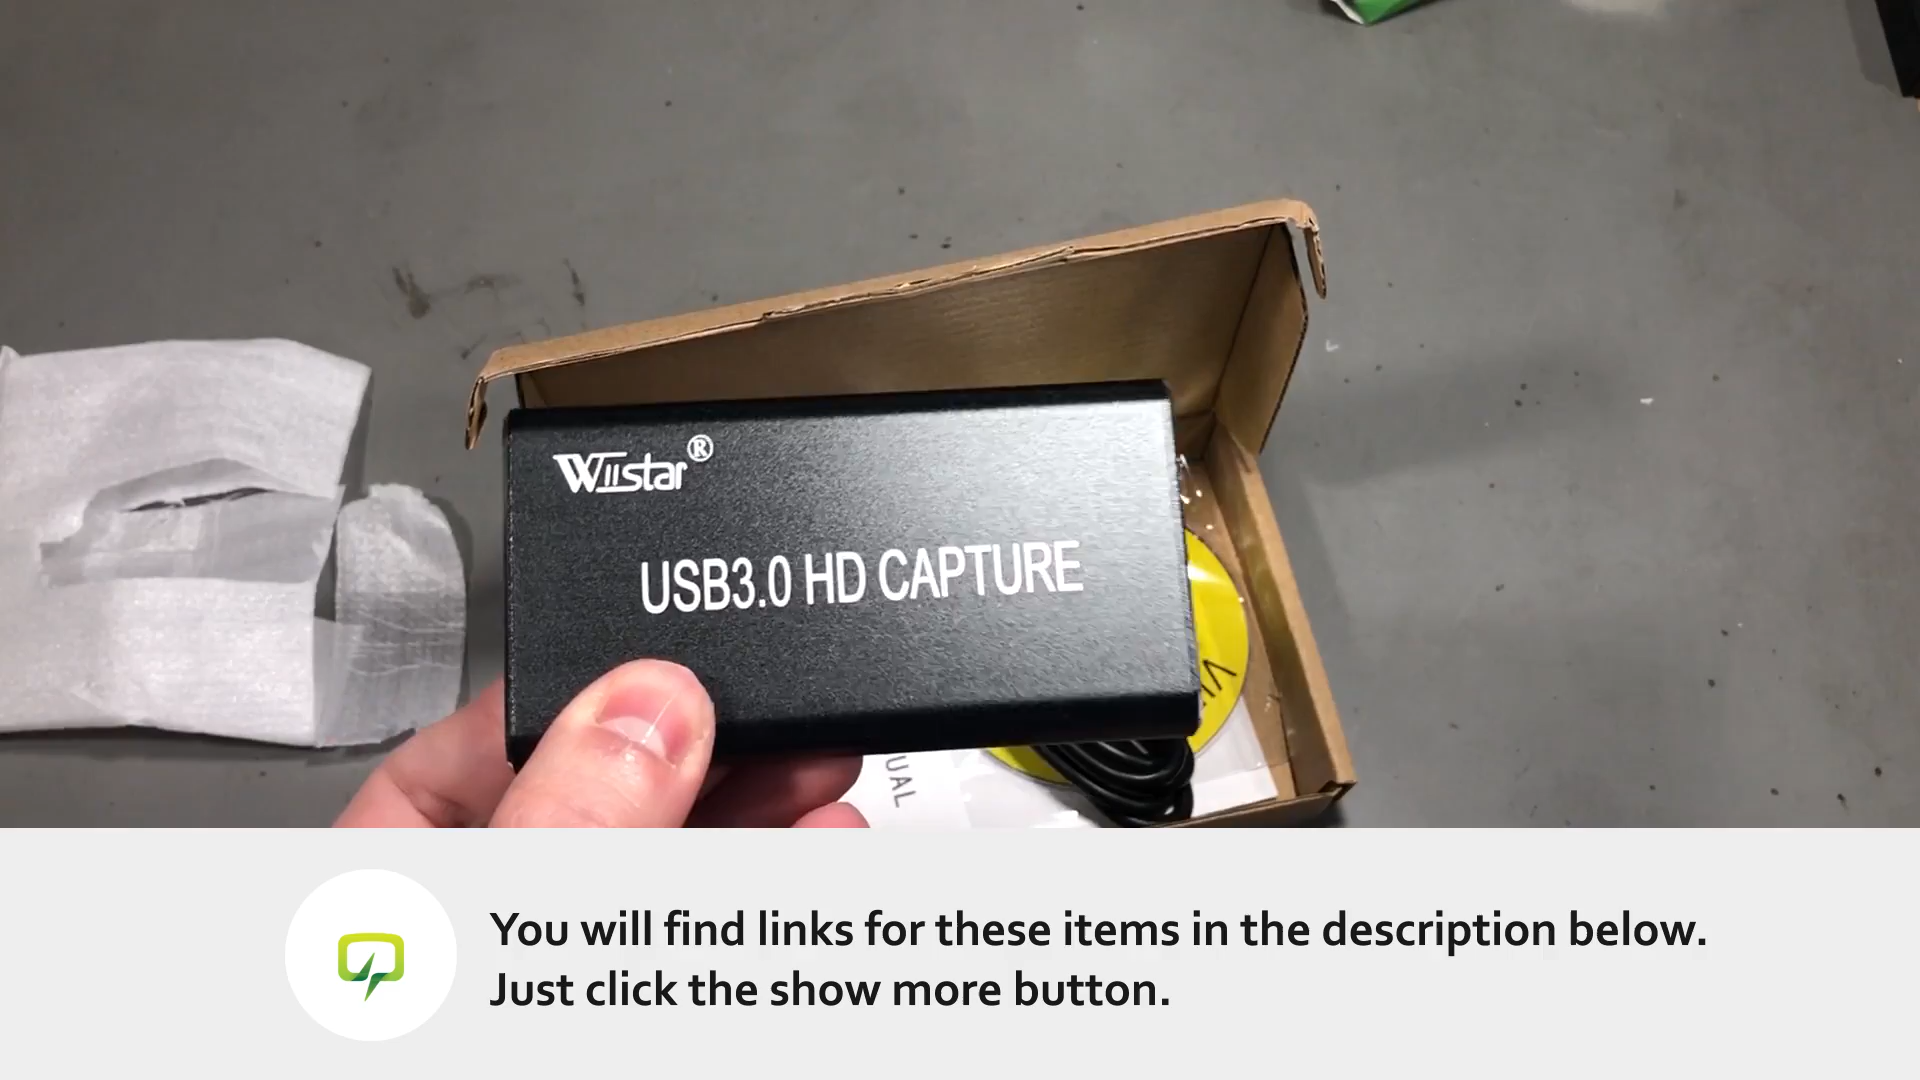 Wiistar®
USB3.0 HD CAPTURE
UAL
You will find links for these items in the description below.
Just click the show more button.